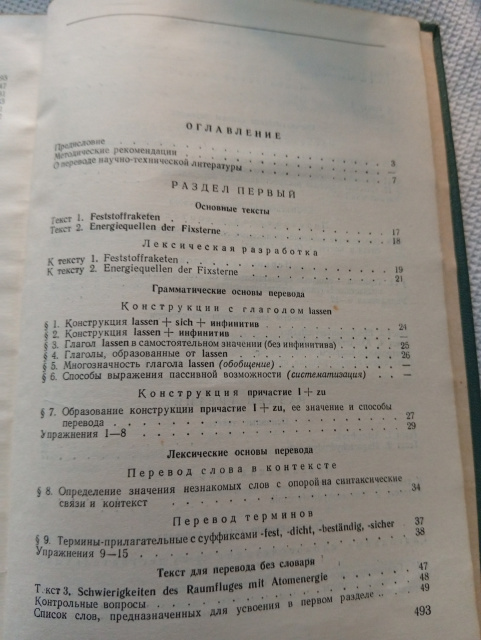 ОГЛАВЛЕНИЕ
Предисловие . . . . . . . . . . 3
Методические рекомендации . . . . . . . . . . —
О переводе научно-технической литературы . . . . . . . . . . 7
РАЗДЕЛ ПЕРВЫЙ
Основные тексты
Текст 1. Feststoffraketen . . . . . . . . . . 17
Текст 2. Energiequellen der Fixsterne . . . . . . . . . . 18
Лексическая разработка
К тексту 1. Feststoffraketen . . . . . . . . . . 19
К тексту 2. Energiequellen der Fixsterne . . . . . . . . . . 21
Грамматические основы перевода
Конструкции с глаголом lassen
§ 1. Конструкция lassen + sich + инфинитив . . . . . . . . . . 24
§ 2. Конструкция lassen + инфинитив . . . . . . . . . . —
§ 3. Глагол lassen в самостоятельном значении (без инфинитива) . . . . 25
§ 4. Глаголы, образованные от lassen . . . . . . . . . . 26
§ 5. Многозначность глагола lassen (обобщение) . . . . . . . . . . —
§ 6. Способы выражения пассивной возможности (систематизация) . . . . —
Конструкция причастие I + zu
§ 7. Образование конструкции причастие I + zu, ее значение и способы
перевода . . . . . . . . . . 27
Упражнения 1—8 . . . . . . . . . . 29
Лексические основы перевода
Перевод слова в контексте
§ 8. Определение значения незнакомых слов с опорой на синтаксические
связи и контекст . . . . . . . . . . 34
Перевод терминов
§ 9. Термины-прилагательные с суффиксами -fest, -dicht, -beständig, -sicher 37
Упражнения 9—15 . . . . . . . . . . 38
Текст для перевода без словаря
Текст 3. Schwierigkeiten des Raumfluges mit Atomenergie . . . . 47
Контрольные вопросы . . . . . . . . . . 48
Список слов, предназначенных для усвоения в первом разделе . . 49
493